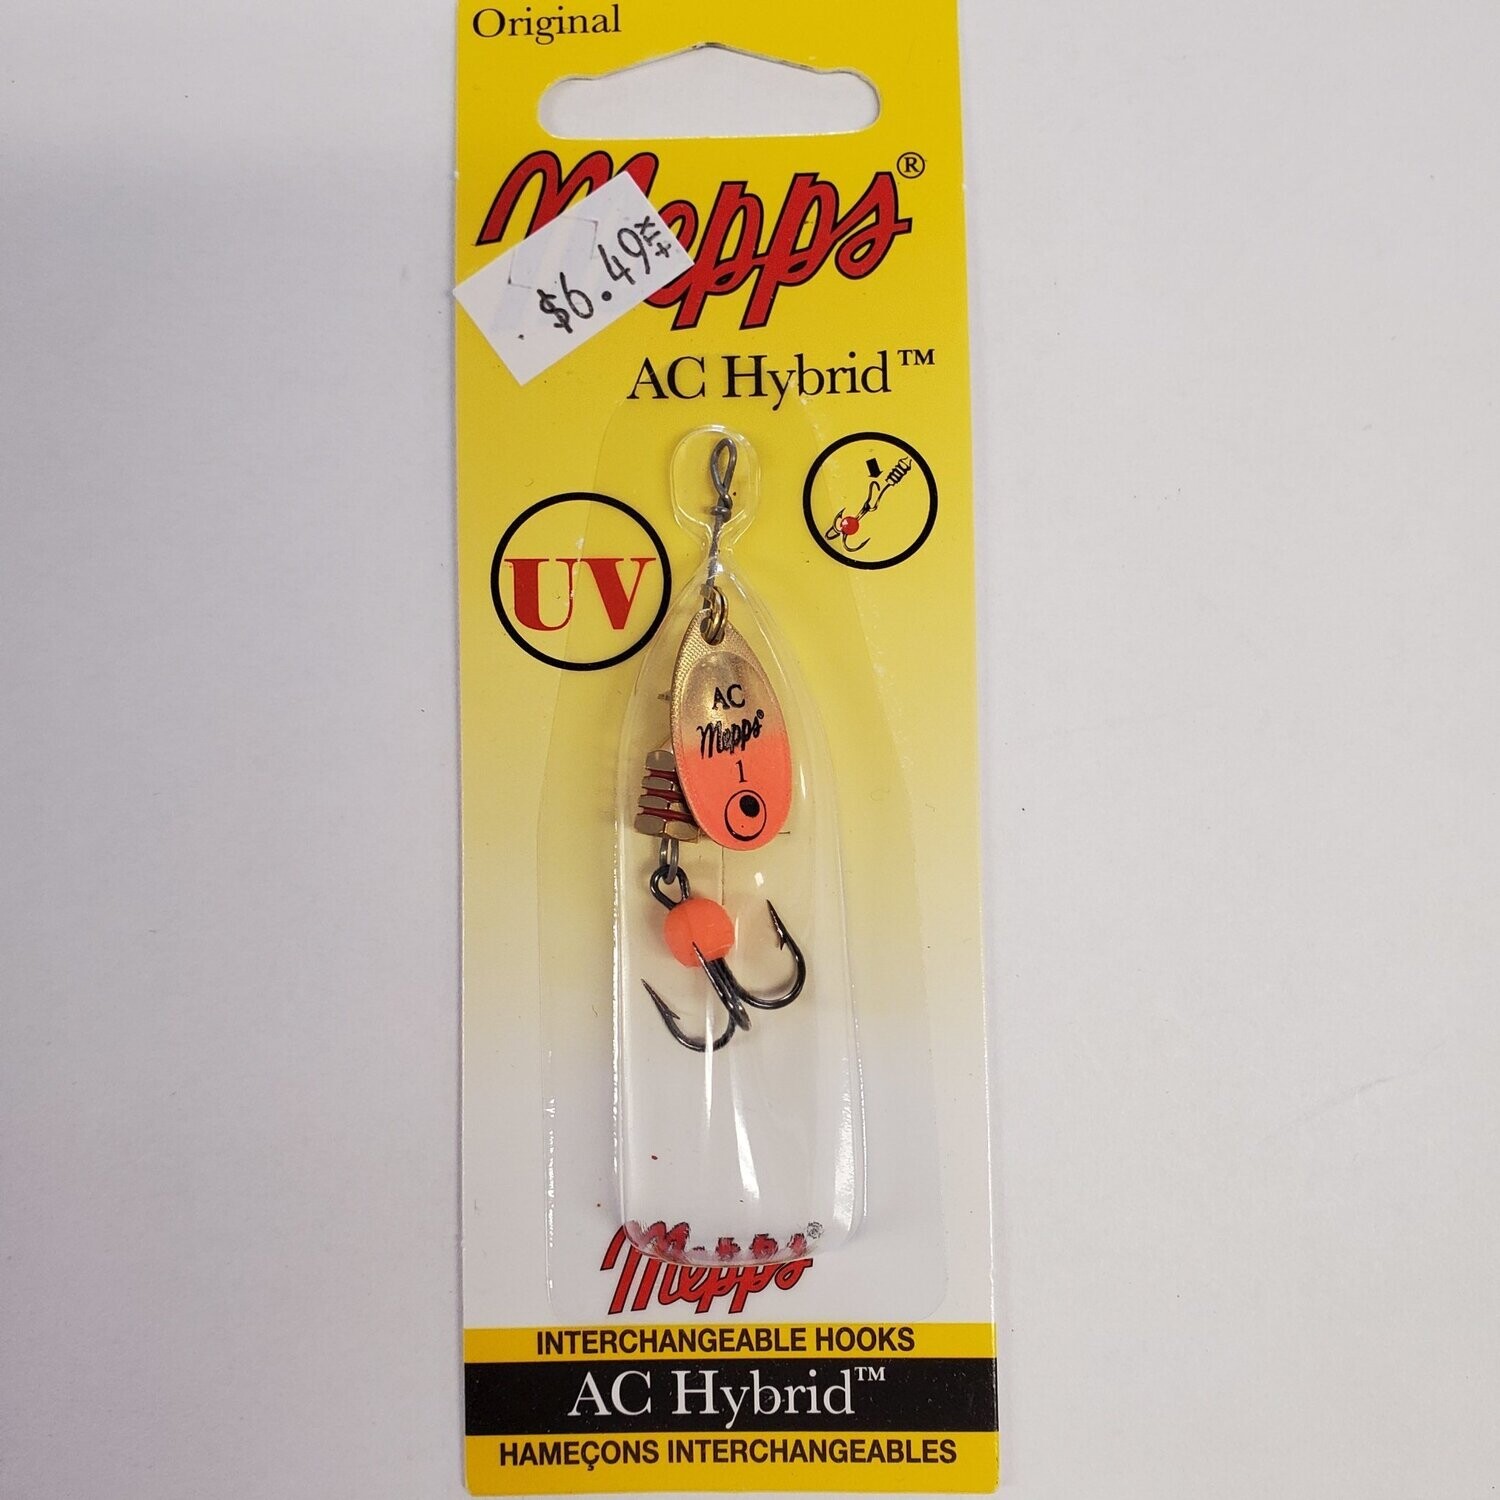 Original
Mepps®
$6.49 +TX
AC Hybrid™
UV
AC
Mepps®
1
Mepps®
INTERCHANGEABLE HOOKS
AC Hybrid™
HAMEÇONS INTERCHANGEABLES